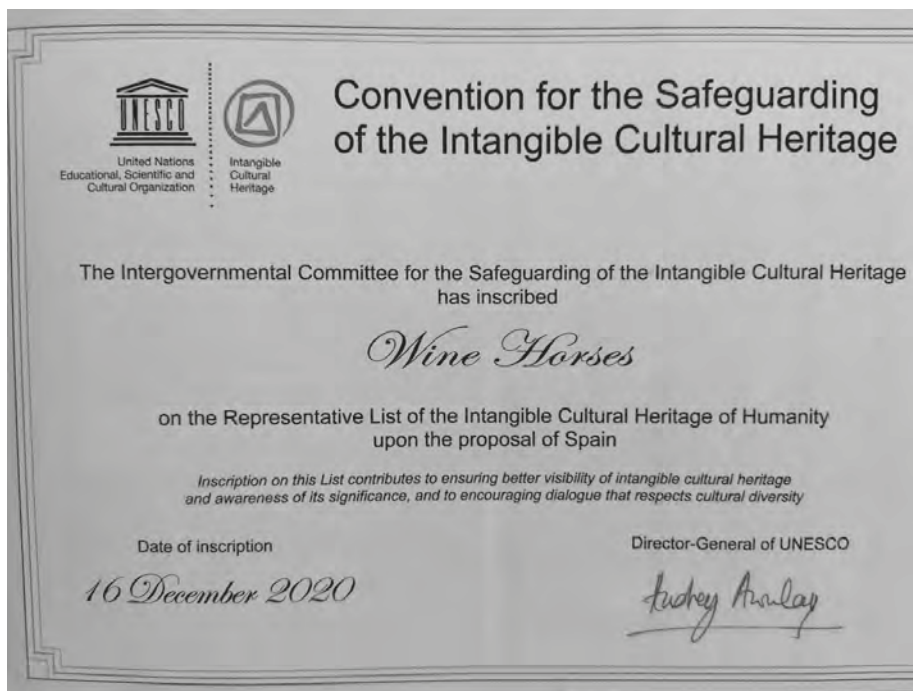 UNESCO
United Nations
Educational, Scientific and
Cultural Organization
Intangible
Cultural
Heritage
Convention for the Safeguarding
of the Intangible Cultural Heritage
The Intergovernmental Committee for the Safeguarding of the Intangible Cultural Heritage
has inscribed
Wine Horses
on the Representative List of the Intangible Cultural Heritage of Humanity
upon the proposal of Spain
Inscription on this List contributes to ensuring better visibility of intangible cultural heritage
and awareness of its significance, and to encouraging dialogue that respects cultural diversity
Date of inscription
16 December 2020
Director-General of UNESCO